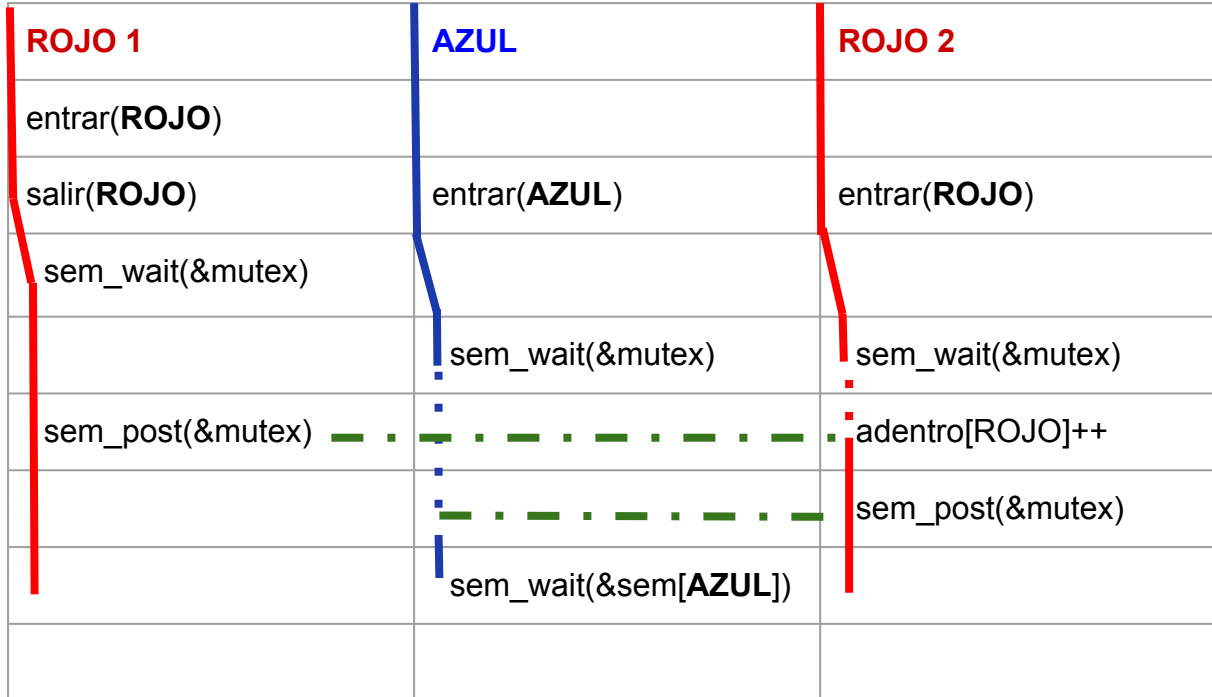 ROJO 1 AZUL ROJO 2
entrar(ROJO)
salir(ROJO) entrar(AZUL) entrar(ROJO)
sem_wait(&mutex)
sem_wait(&mutex) sem_wait(&mutex)
sem_post(&mutex) adentro[ROJO]++
sem_post(&mutex)
sem_wait(&sem[AZUL])